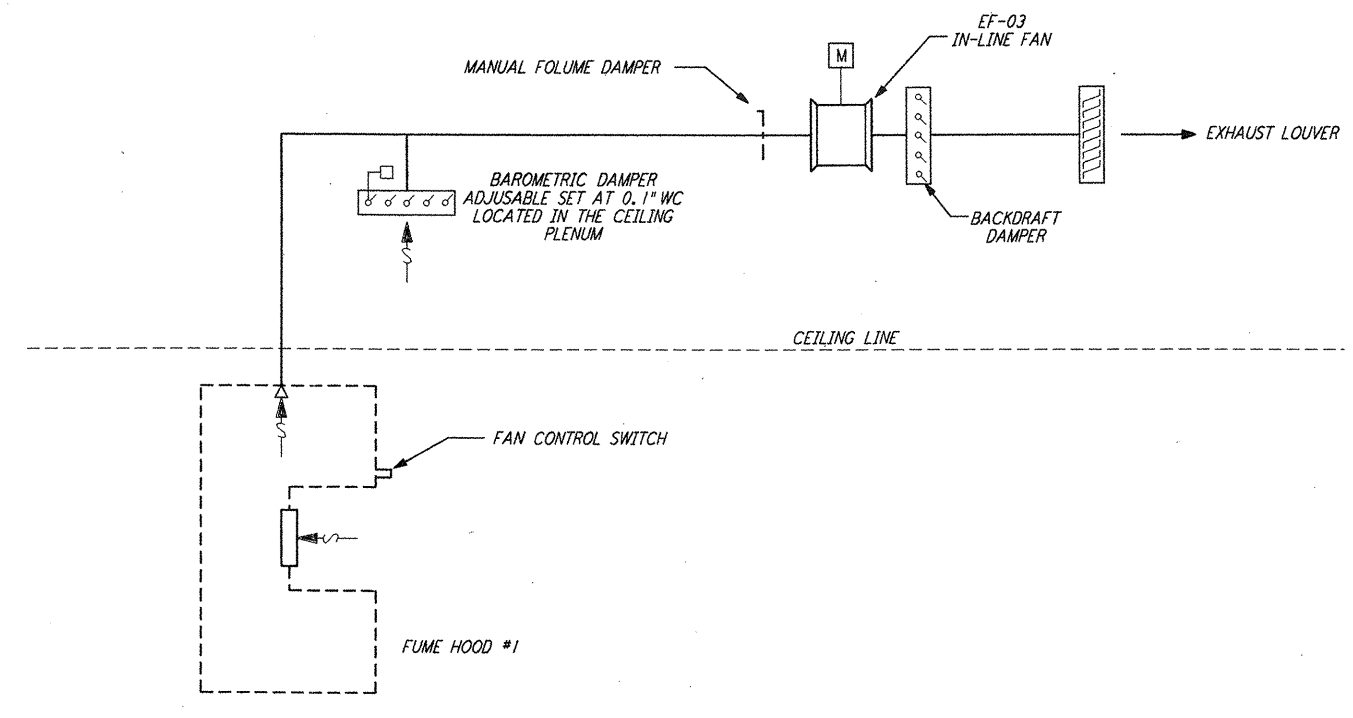 EF-03
IN-LINE FAN
M
MANUAL FOLUME DAMPER
EXHAUST LOUVER
BAROMETRIC DAMPER
ADJUSABLE SET AT 0.1" WC
LOCATED IN THE CEILING
PLENUM
BACKDRAFT
DAMPER
CEILING LINE
FAN CONTROL SWITCH
FUME HOOD #1